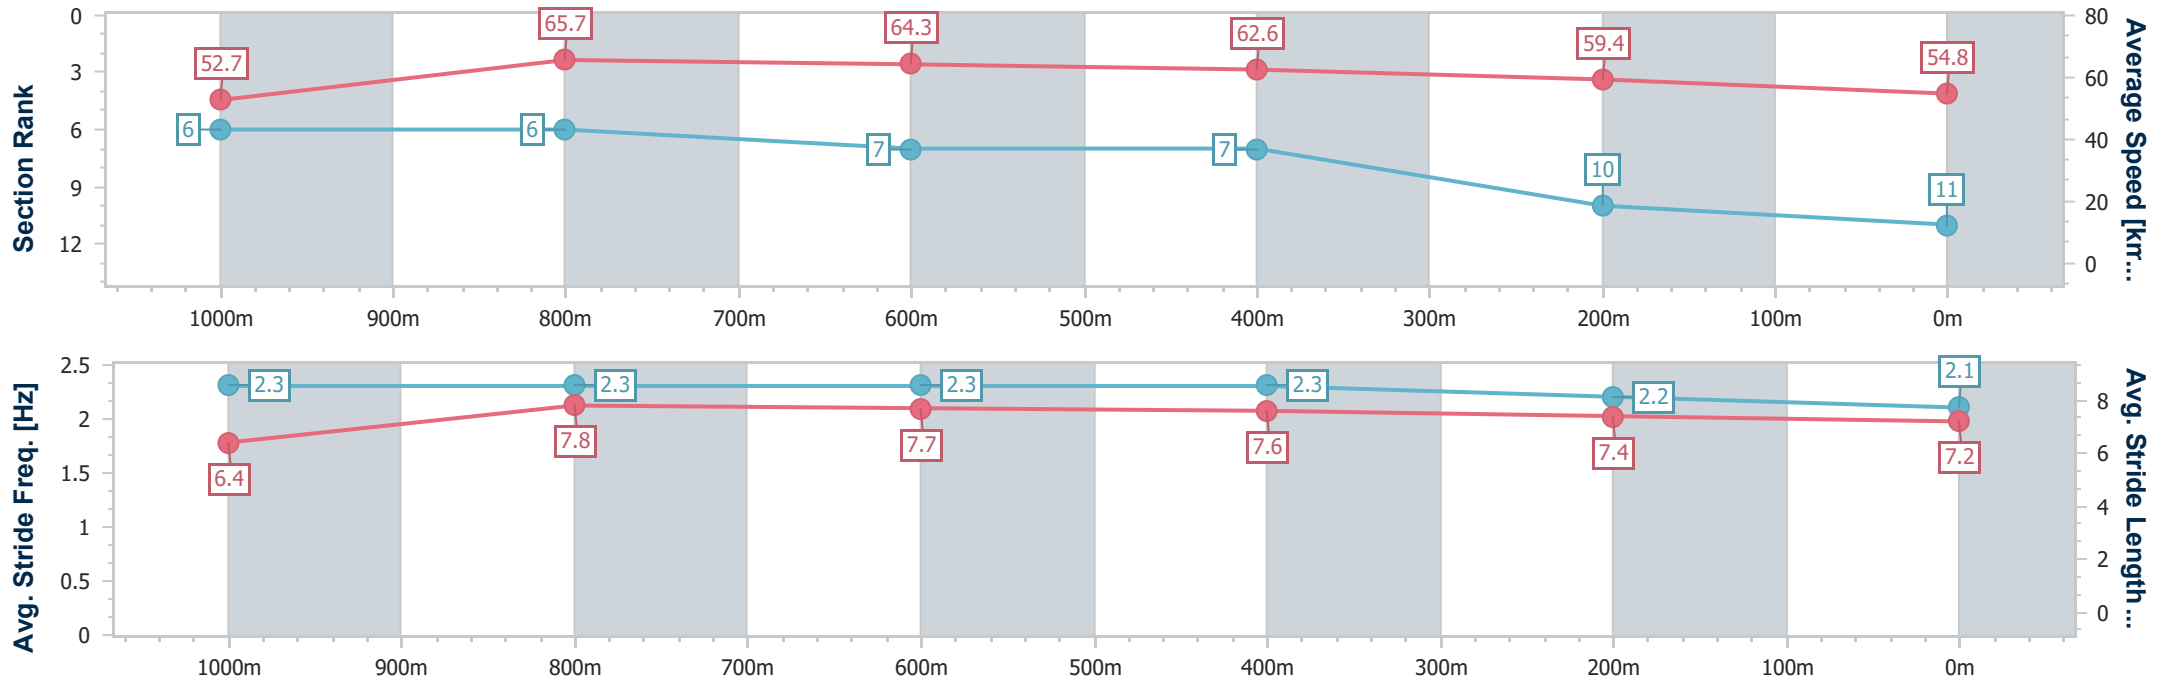 Section Rank
0
3
6
9
12
52.7
65.7
64.3
62.6
59.4
54.8
6
6
7
7
10
11
80
60
40
20
0
Average Speed [km...
1000m
900m
800m
700m
600m
500m
400m
300m
200m
100m
0m
Avg. Stride Freq. [Hz]
2.5
2
1.5
1
0.5
0
2.3
2.3
2.3
2.3
2.2
2.1
6.4
7.8
7.7
7.6
7.4
7.2
8
6
4
2
0
Avg. Stride Length ...
1000m
900m
800m
700m
600m
500m
400m
300m
200m
100m
0m